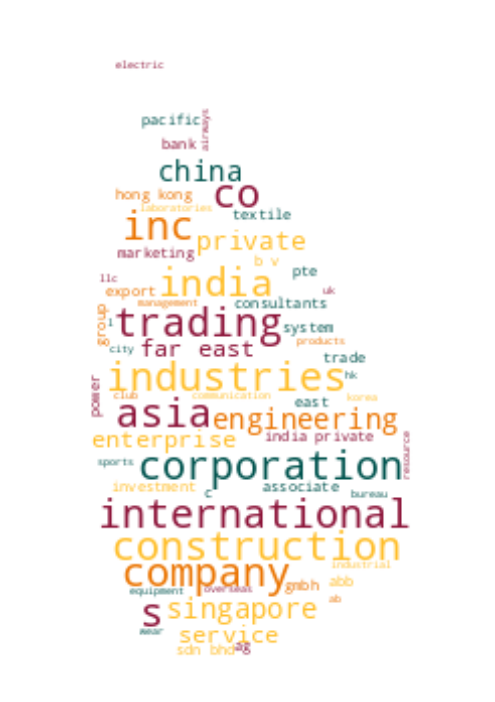 electric
pacific
airways
bank
china
hong kong
co
laboratories
textile
inc
private
marketing
b v
pte
llc
india
uk
export
management
consultants
group
l
trading
system
products
city
far east
trade
industries
hk
power
club
communication
korea
east
asia
engineering
enterprise
india private
resource
sports
corporation
investment
c
associate
bureau
international
construction
industrial
company
gmbh
abb
equipment
overseas
ab
s
singapore
wear
service
sdn bhd
ag